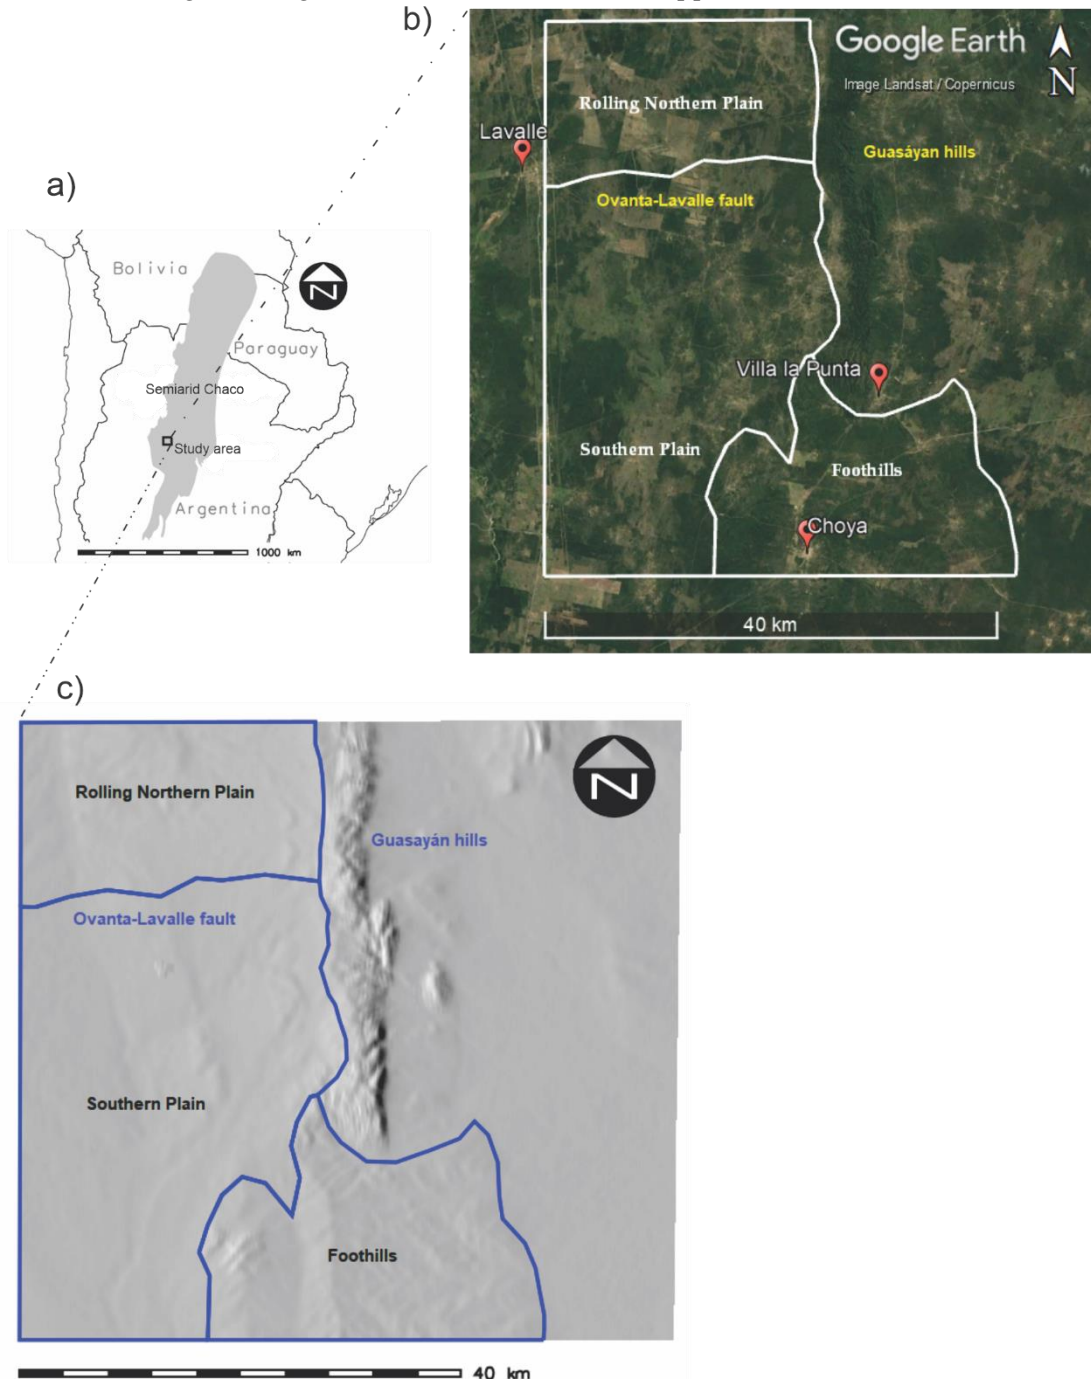 b)
Google Earth
Image Landsat / Copernicus
N
Rolling Northern Plain
Lavalle
Guasáyan hills
Ovanta-Lavalle fault
Villa la Punta
Southern Plain
Foothills
Choya
40 km
a)
Bolivia
N
Paraguay
Semiarid Chaco
Study area
Argentina
1000 km
c)
N
Rolling Northern Plain
Guasayán hills
Ovanta-Lavalle fault
Southern Plain
Foothills
40 km